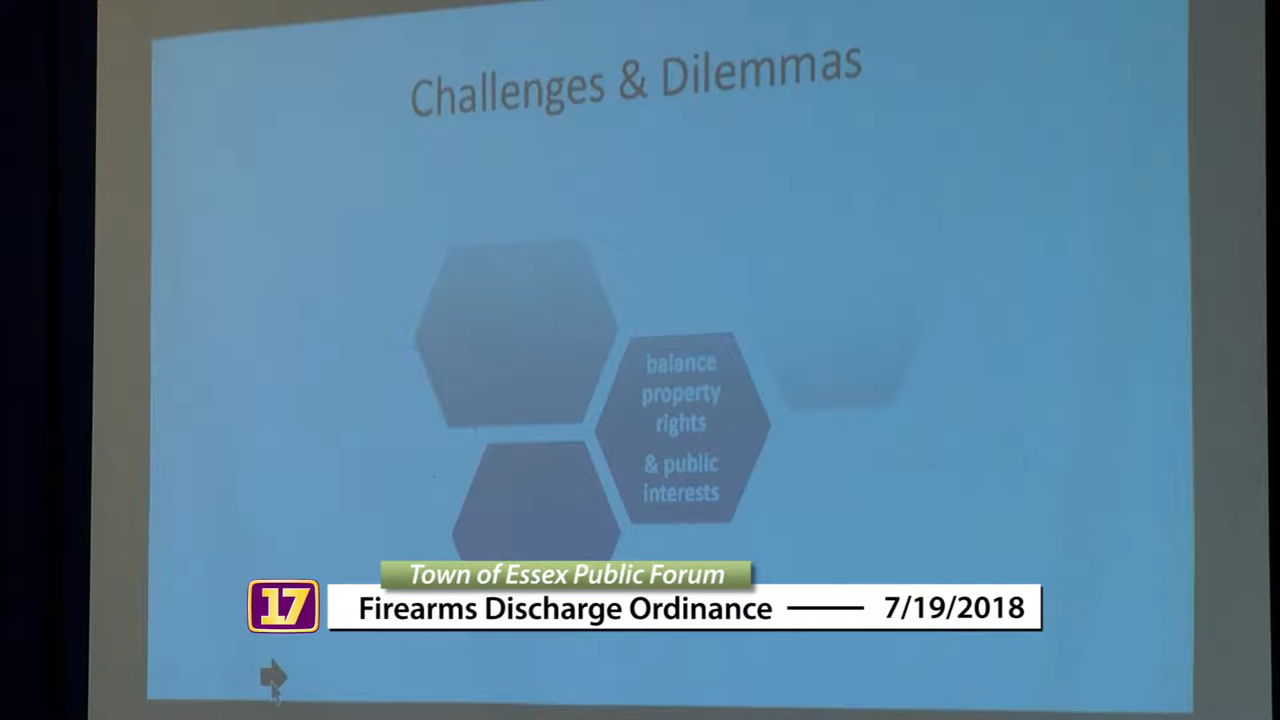 Challenges & Dilemmas
balance
property
rights
& public
interests
Town of Essex Public Forum
17
Firearms Discharge Ordinance
7/19/2018